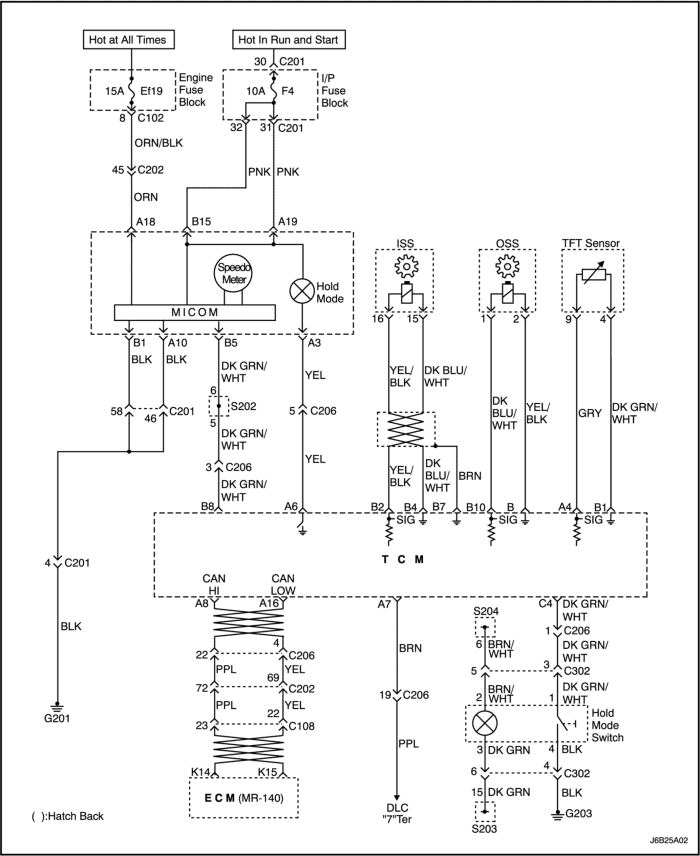 Hot at All Times
Hot In Run and Start
30 C201
15A Ef19
Engine
Fuse
Block
10A F4
I/P
Fuse
Block
8 C102
32 31 C201
ORN/BLK
45 C202
PNK PNK
ORN
A18 B15 A19
Speedo
Meter
Hold
Mode
MICOM
B1 A10 B5 A3
ISS OSS TFT Sensor
16 15 1 2 9 4
BLK BLK
DK GRN/
WHT
YEL
YEL/
BLK
DK BLU/
WHT
DK
BLU/
WHT
YEL/
BLK
GRY
DK GRN/
WHT
58 46 C201
6
S202
5
5 C206
DK GRN/
WHT
YEL
3 C206
DK GRN/
WHT
YEL/
BLK
DK
BLU/
WHT
BRN
B8 A6 B2 B4 B7 B10 B A4 B1
SIG SIG SIG
T C M
4 C201
BLK
G201
CAN
HI
CAN
LOW
A8 A16 A7 C4
DK GRN/
WHT
4
22 C206
PPL YEL
69
72 C202
PPL YEL
22
23 C108
K14 K15
ECM (MR-140)
BRN
19 C206
PPL
DLC
"7"Ter
S204
6
BRN/
WHT
1 C206
DK GRN/
WHT
5 3 C302
BRN/
WHT
DK GRN/
WHT
2 1
Hold
Mode
Switch
3 DK GRN 4 BLK
6 4 C302
15 DK GRN BLK
S203 G203
( ):Hatch Back
J6B25A02